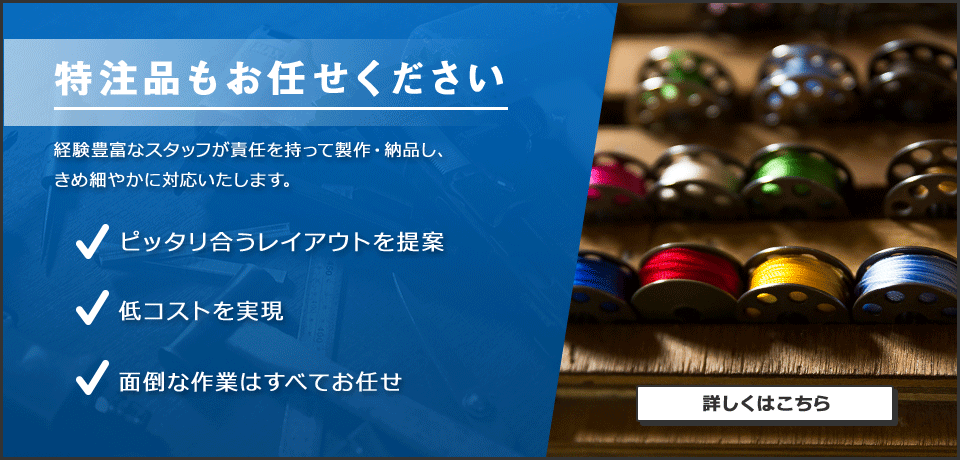 特注品もお任せください
経験豊富なスタッフが責任を持って製作・納品し、
きめ細やかに対応いたします。
ピッタリ合うレイアウトを提案
低コストを実現
面倒な作業はすべてお任せ
詳しくはこちら